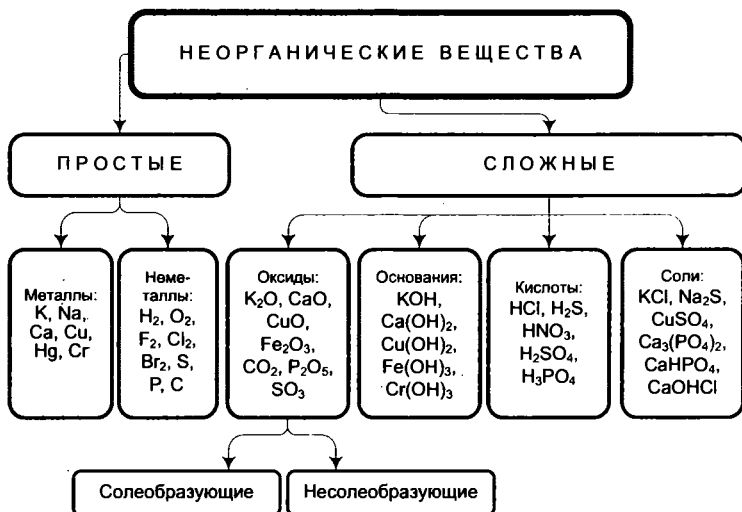 НЕОРГАНИЧЕСКИЕ ВЕЩЕСТВА
ПРОСТЫЕ
СЛОЖНЫЕ
Металлы:
K, Na,
Ca, Cu,
Hg, Cr
Неме-
таллы:
H₂, O₂,
F₂, Cl₂,
Br₂, S,
P, C
Оксиды:
K₂O, CaO,
CuO,
Fe₂O₃,
CO₂, P₂O₅,
SO₃
Основания:
KOH,
Ca(OH)₂,
Cu(OH)₂,
Fe(OH)₃,
Cr(OH)₃
Кислоты:
HCl, H₂S,
HNO₃,
H₂SO₄,
H₃PO₄
Соли:
KCl, Na₂S,
CuSO₄,
Ca₃(PO₄)₂,
CaHPO₄,
CaOHCl
Солеобразующие
Несолеобразующие